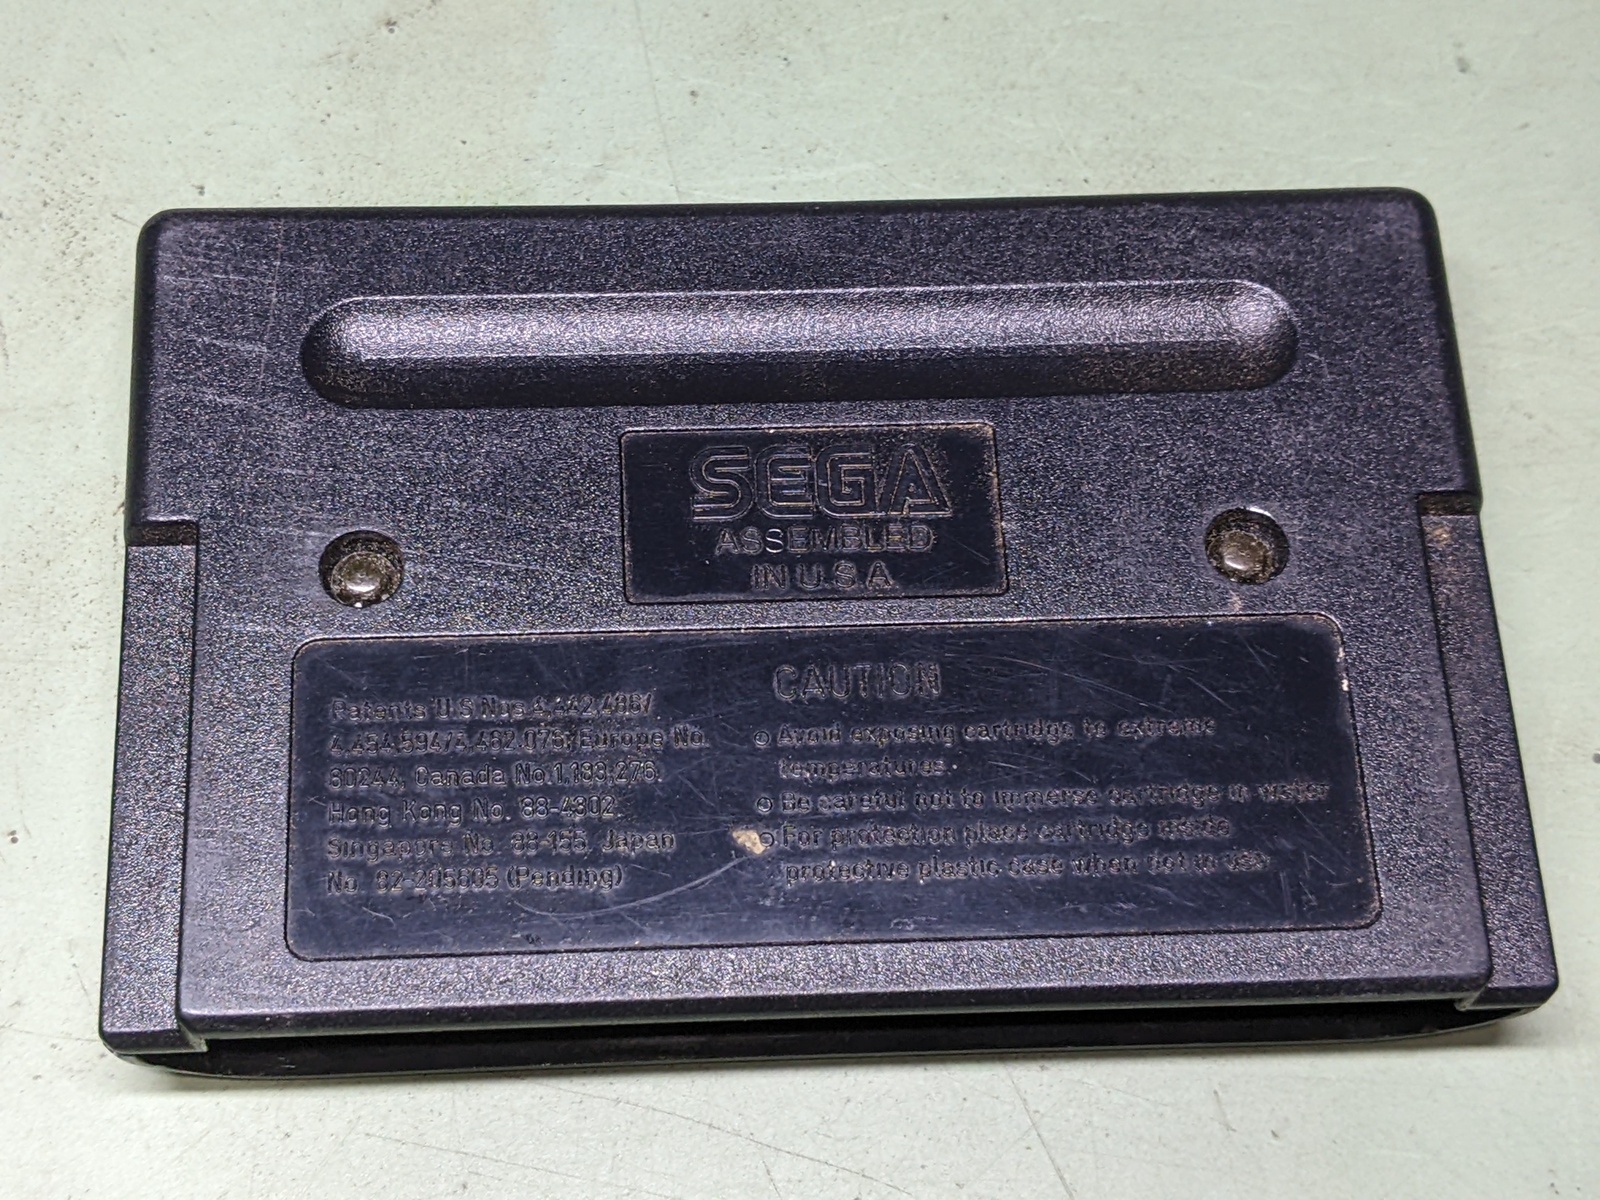 SEGA
ASSEMBLED
IN U.S.A.
Patents U.S Nos 4,442,486/
4,454,594/4,462,076; Europe No.
80244, Canada No. 1,183,276,
Hong Kong No. 88-4302,
Singapore No. 88-155, Japan
No. 82-205605 (Pending)
CAUTION
○ Avoid exposing cartridge to extreme
temperatures.
○ Be careful not to immerse cartridge in water
○ For protection place cartridge inside
protective plastic case when not in use